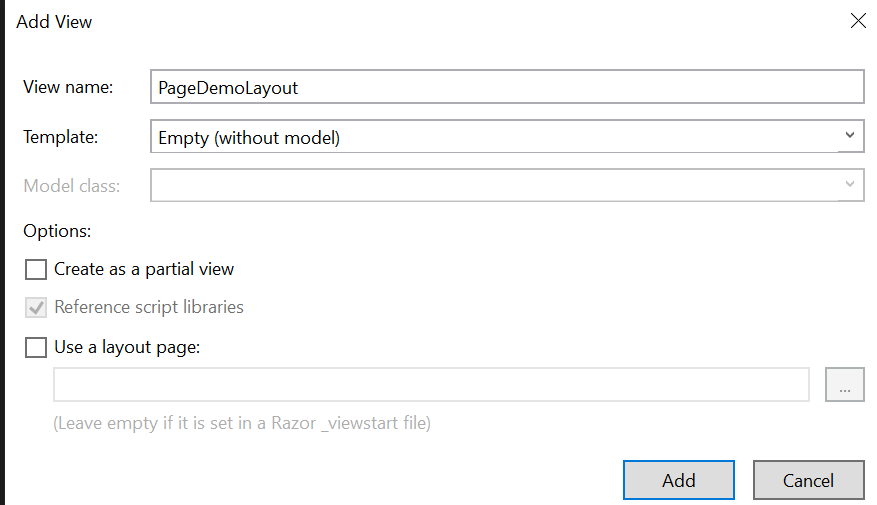 Add View
View name: PageDemoLayout
Template: Empty (without model)
Model class:
Options:
Create as a partial view
Reference script libraries
Use a layout page:
...
(Leave empty if it is set in a Razor _viewstart file)
Add Cancel